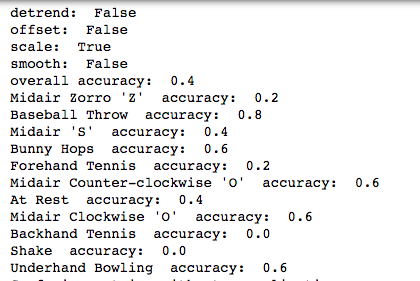 detrend:  False
offset:  False
scale:  True
smooth:  False
overall accuracy:  0.4
Midair Zorro 'Z'  accuracy:  0.2
Baseball Throw  accuracy:  0.8
Midair 'S'  accuracy:  0.4
Bunny Hops  accuracy:  0.6
Forehand Tennis  accuracy:  0.2
Midair Counter-clockwise 'O'  accuracy:  0.6
At Rest  accuracy:  0.4
Midair Clockwise 'O'  accuracy:  0.6
Backhand Tennis  accuracy:  0.0
Shake  accuracy:  0.0
Underhand Bowling  accuracy:  0.6